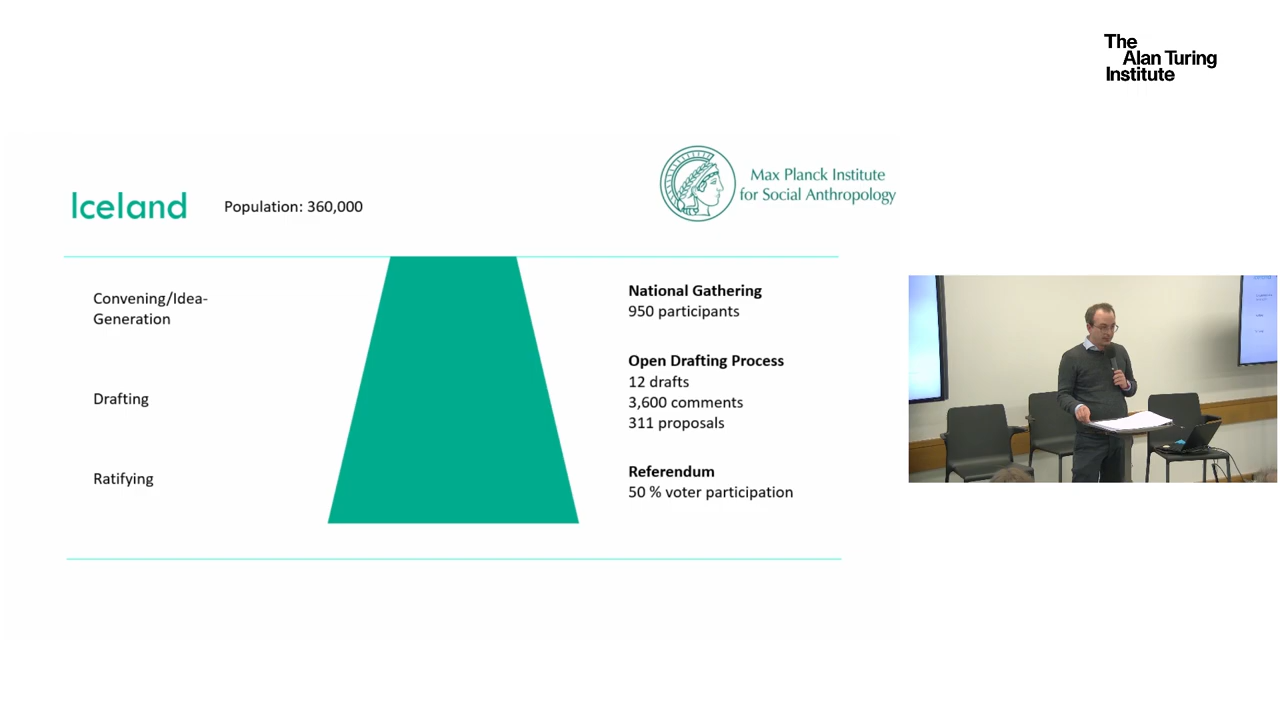 The
Alan Turing
Institute
Max Planck Institute
for Social Anthropology
Iceland
Population: 360,000
Convening/Idea-
Generation
National Gathering
950 participants
Drafting
Open Drafting Process
12 drafts
3,600 comments
311 proposals
Ratifying
Referendum
50 % voter participation